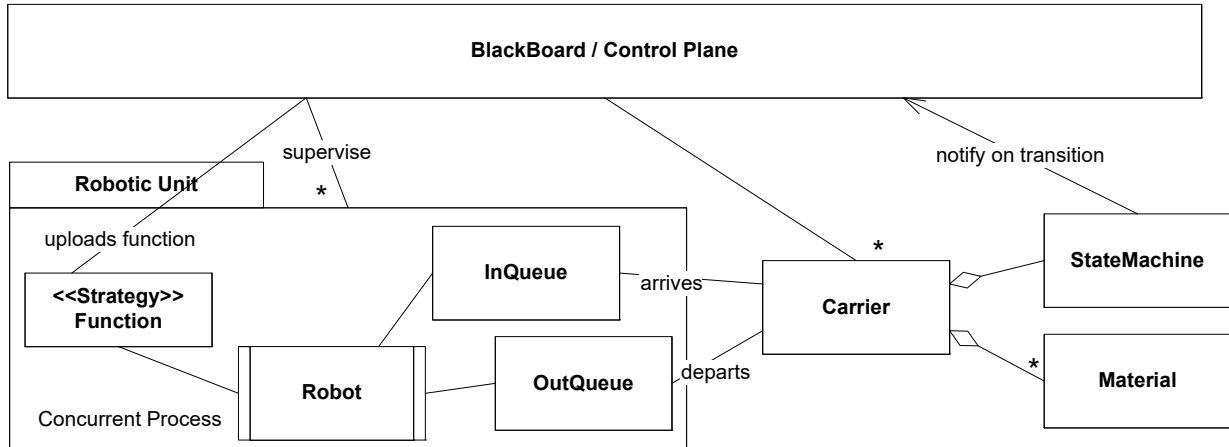 BlackBoard / Control Plane
supervise
*
notify on transition
Robotic Unit
uploads function
InQueue
arrives
*
StateMachine
<<Strategy>>
Function
Carrier
Robot
OutQueue
departs
*
Material
Concurrent Process